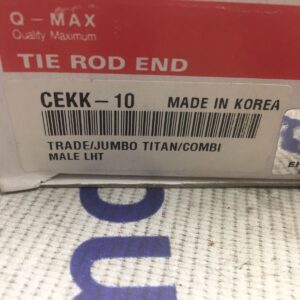 Q - MAX
Quality Maximum
TIE ROD END
CEKK-10 MADE IN KOREA
TRADE/JUMBO TITAN/COMBI
MALE LHT